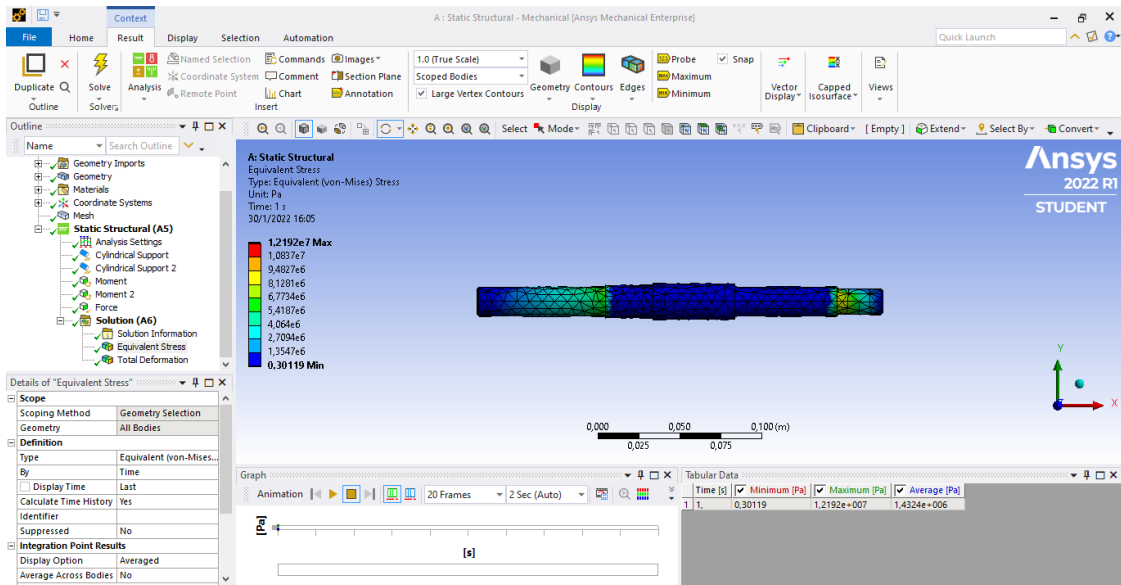 Context
A : Static Structural - Mechanical [Ansys Mechanical Enterprise]
File Home Result Display Selection Automation Quick Launch
Duplicate Solve Analysis Named Selection Coordinate System Remote Point Commands Comment Chart Images Section Plane Annotation 1.0 (True Scale) Scoped Bodies Large Vertex Contours Geometry Contours Edges Probe Maximum Minimum Snap Vector Display Capped Isosurface Views
Outline Solver Insert Display
Outline
Name Search Outline
Select Mode Clipboard [ Empty ] Extend Select By Convert
Geometry Imports
Geometry
Materials
Coordinate Systems
Mesh
Static Structural (A5)
Analysis Settings
Cylindrical Support
Cylindrical Support 2
Moment
Moment 2
Force
Solution (A6)
Solution Information
Equivalent Stress
Total Deformation
A: Static Structural
Equivalent Stress
Type: Equivalent (von-Mises) Stress
Unit: Pa
Time: 1 s
30/1/2022 16:05
1,2192e7 Max
1,0837e7
9,4827e6
8,1281e6
6,7734e6
5,4187e6
4,064e6
2,7094e6
1,3547e6
0,30119 Min
Ansys
2022 R1
STUDENT
Y
X
0,000 0,050 0,100 (m)
0,025 0,075
Details of "Equivalent Stress"
Scope
Scoping Method Geometry Selection
Geometry All Bodies
Definition
Type Equivalent (von-Mises...
By Time
Display Time Last
Calculate Time History Yes
Identifier
Suppressed No
Integration Point Results
Display Option Averaged
Average Across Bodies No
Graph
Animation 20 Frames 2 Sec (Auto)
[Pa]
[s]
Tabular Data
Time [s] Minimum [Pa] Maximum [Pa] Average [Pa]
1 1, 0,30119 1,2192e+007 1,4324e+006